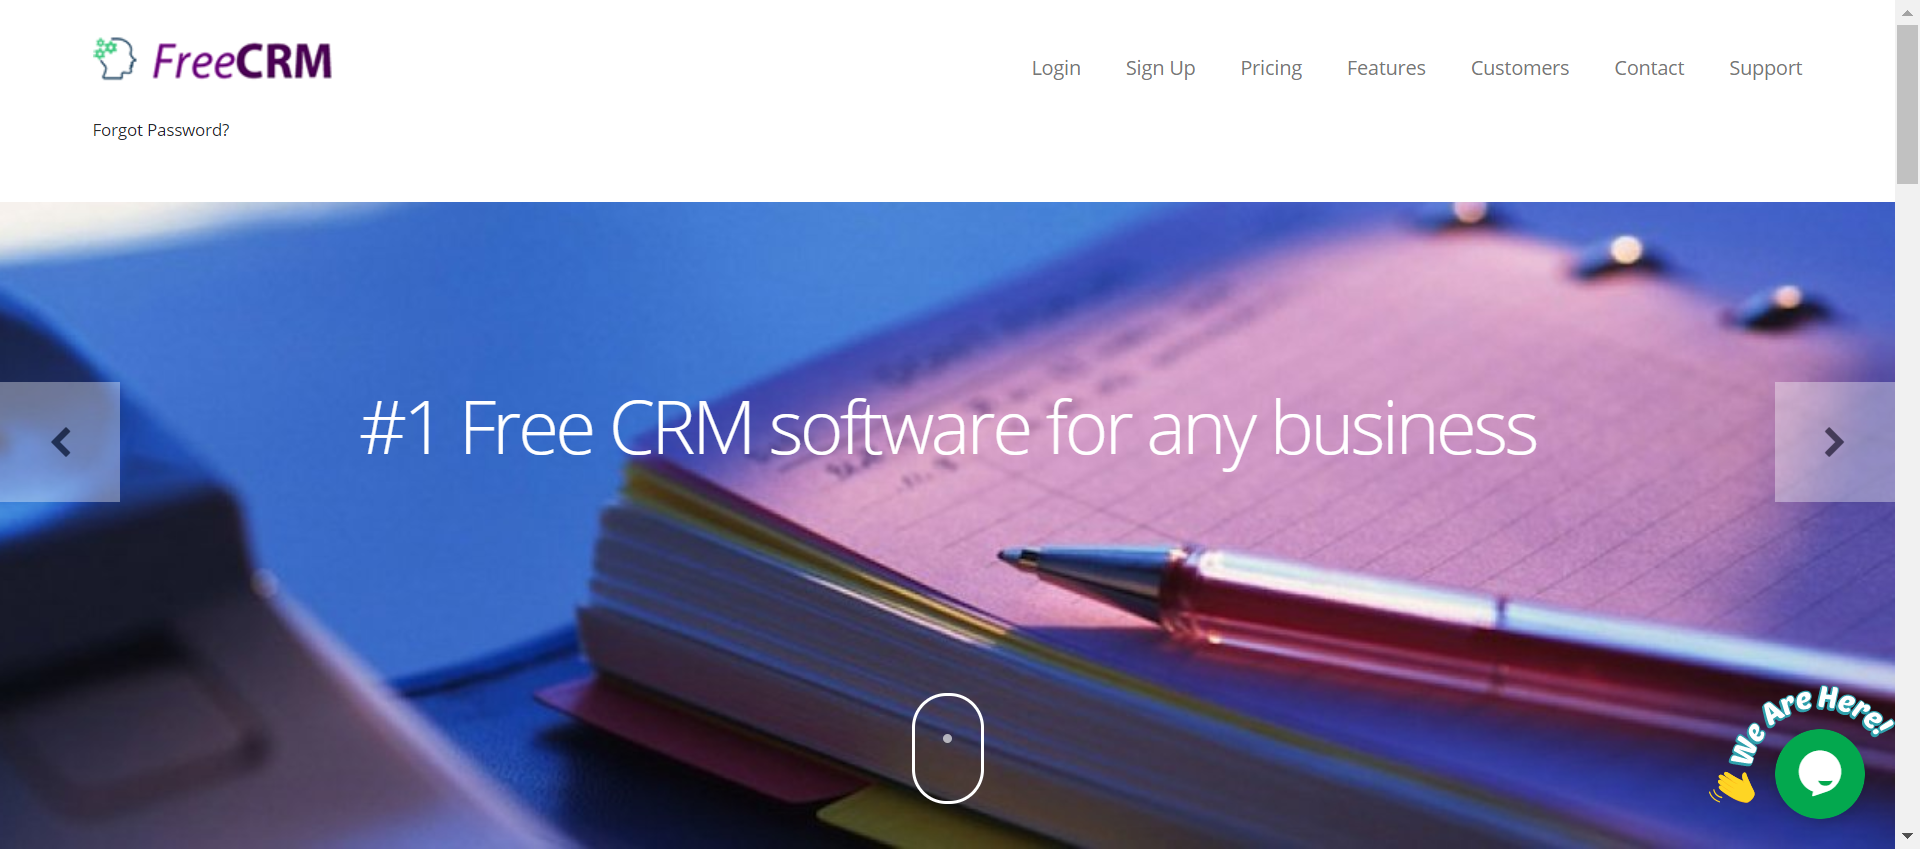 FreeCRM
Login Sign Up Pricing Features Customers Contact Support
Forgot Password?
#1 Free CRM software for any business
We Are Here!